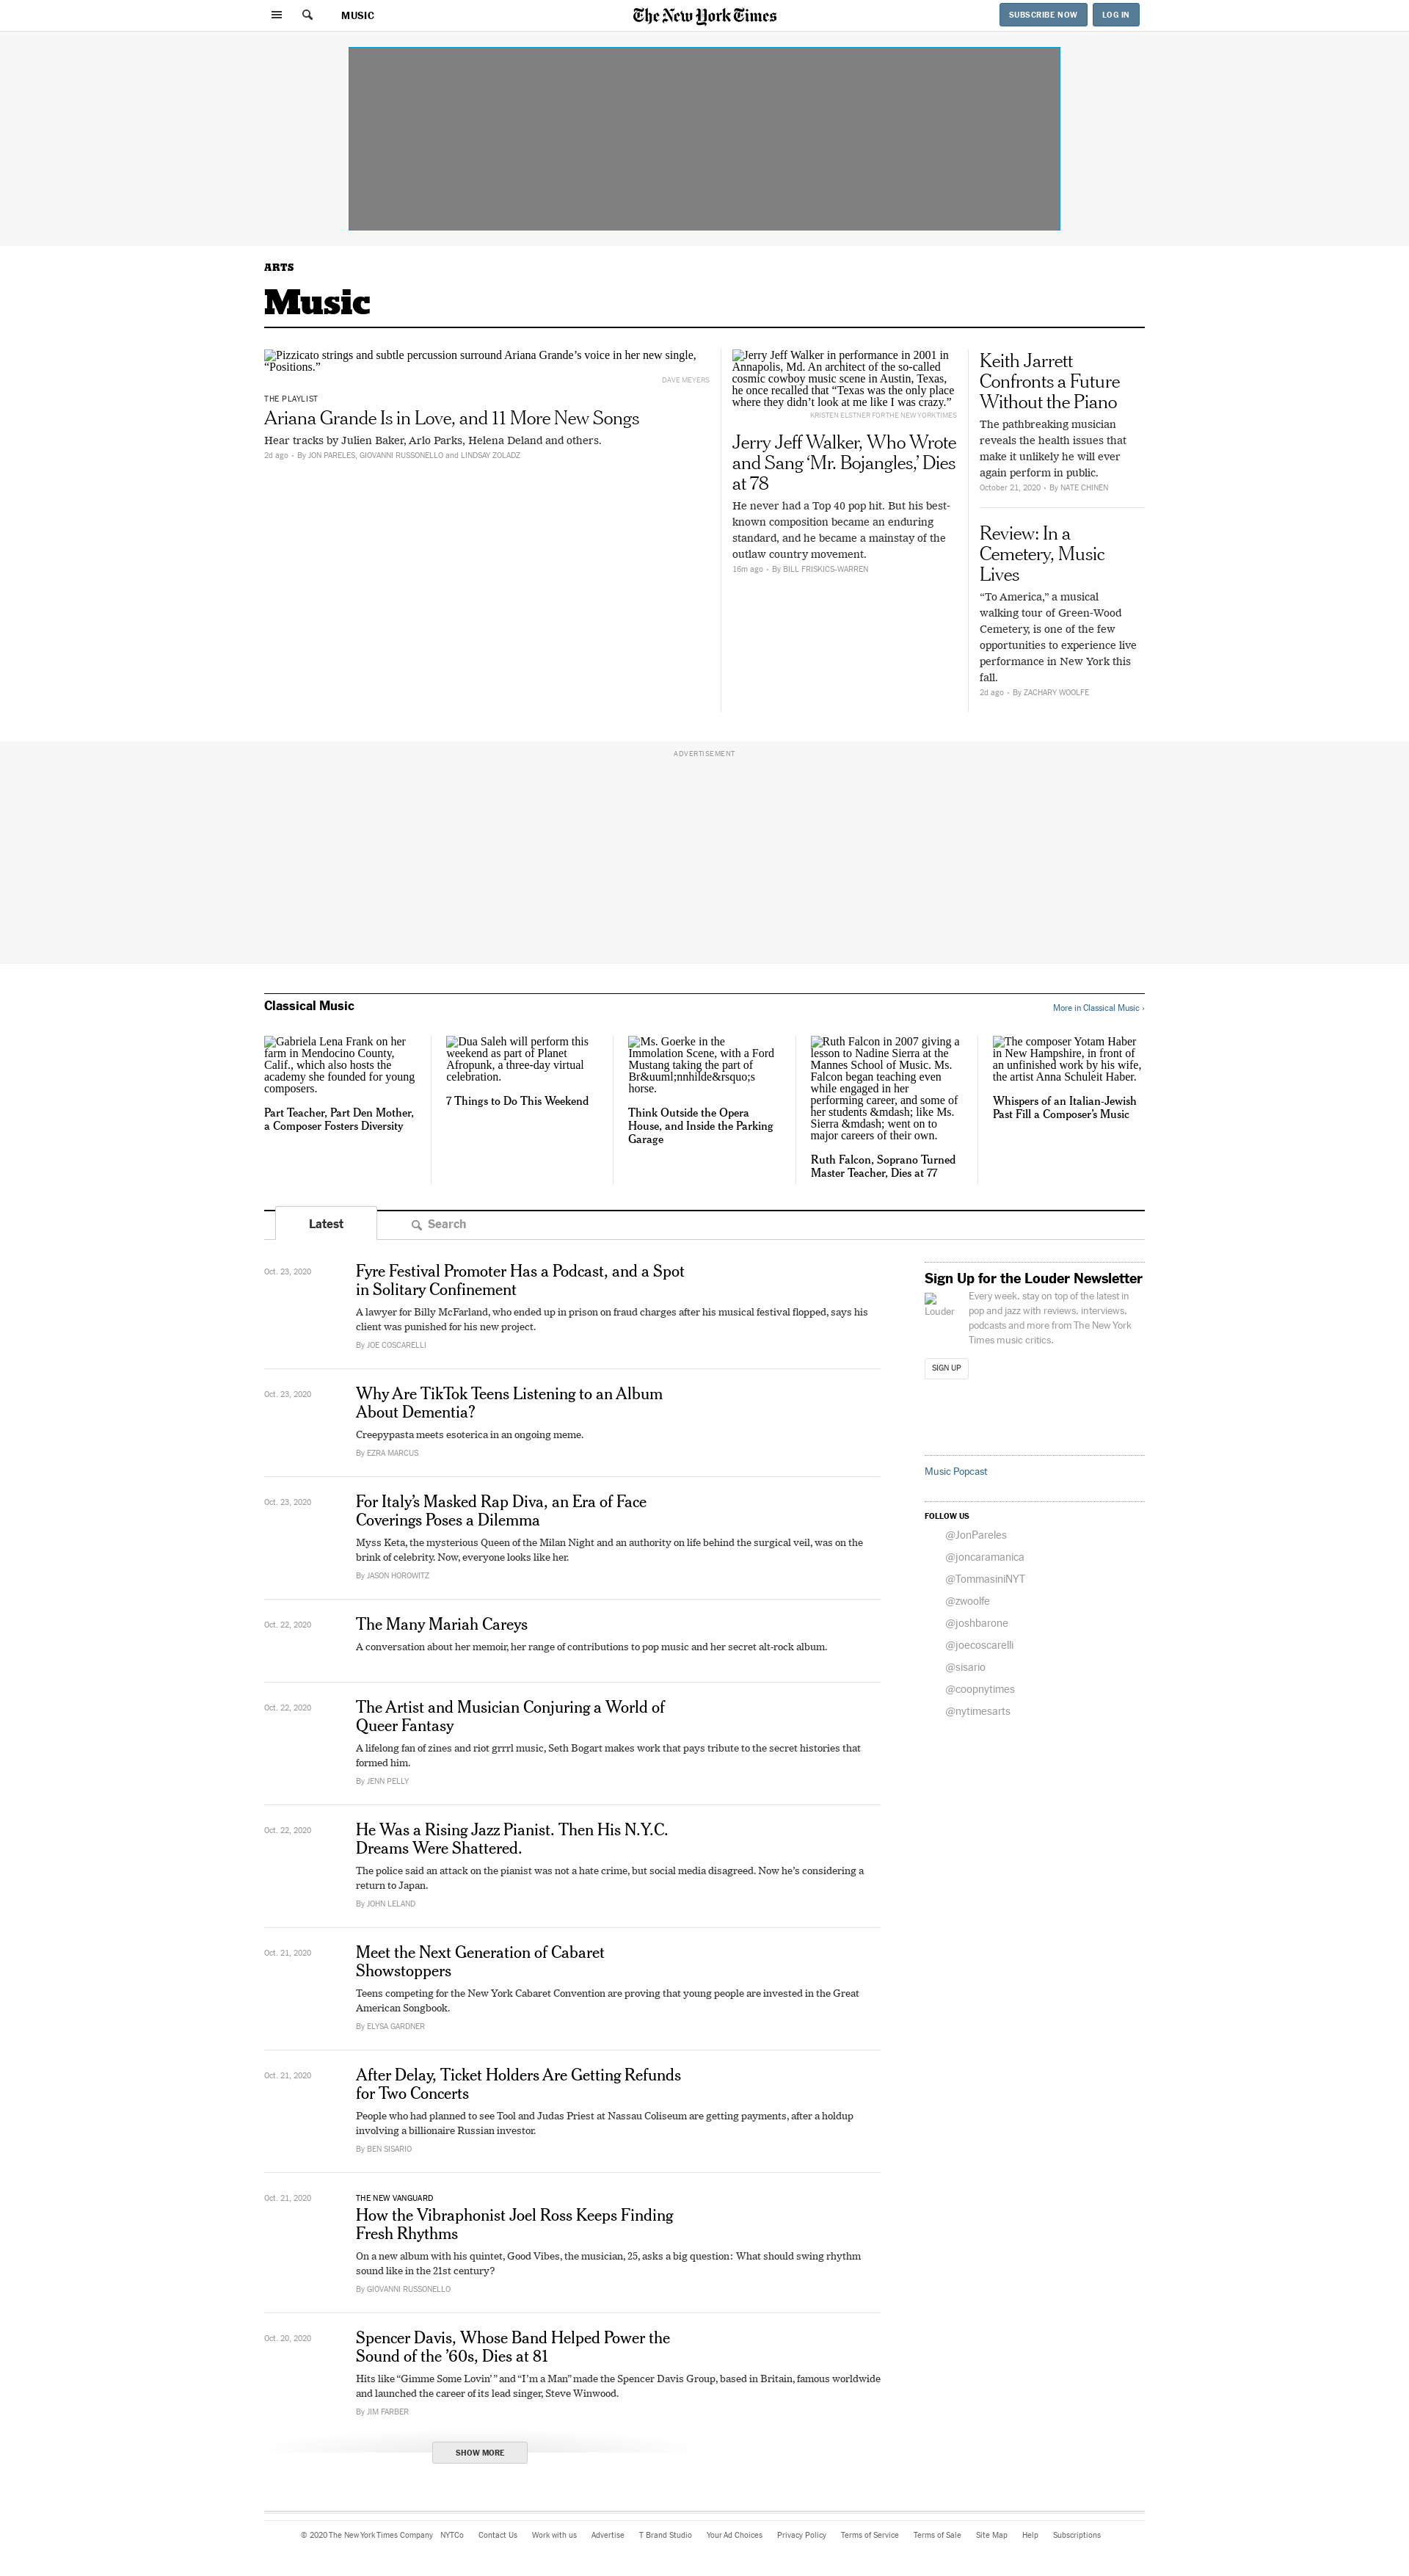 MUSIC
The New York Times
SUBSCRIBE NOW
LOG IN
ARTS
Music
Pizzicato strings and subtle percussion surround Ariana Grande’s voice in her new single,
“Positions.”
DAVE MEYERS
THE PLAYLIST
Ariana Grande Is in Love, and 11 More New Songs
Hear tracks by Julien Baker, Arlo Parks, Helena Deland and others.
2d ago • By JON PARELES, GIOVANNI RUSSONELLO and LINDSAY ZOLADZ
Jerry Jeff Walker in performance in 2001 in
Annapolis, Md. An architect of the so-called
cosmic cowboy music scene in Austin, Texas,
he once recalled that “Texas was the only place
where they didn’t look at me like I was crazy.”
KRISTEN ELSTNER FOR THE NEW YORK TIMES
Jerry Jeff Walker, Who Wrote
and Sang ‘Mr. Bojangles,’ Dies
at 78
He never had a Top 40 pop hit. But his best-
known composition became an enduring
standard, and he became a mainstay of the
outlaw country movement.
16m ago • By BILL FRISKICS-WARREN
Keith Jarrett
Confronts a Future
Without the Piano
The pathbreaking musician
reveals the health issues that
make it unlikely he will ever
again perform in public.
October 21, 2020 • By NATE CHINEN
Review: In a
Cemetery, Music
Lives
“To America,” a musical
walking tour of Green-Wood
Cemetery, is one of the few
opportunities to experience live
performance in New York this
fall.
2d ago • By ZACHARY WOOLFE
ADVERTISEMENT
Classical Music
More in Classical Music ›
Gabriela Lena Frank on her
farm in Mendocino County,
Calif., which also hosts the
academy she founded for young
composers.
Part Teacher, Part Den Mother,
a Composer Fosters Diversity
Dua Saleh will perform this
weekend as part of Planet
Afropunk, a three-day virtual
celebration.
7 Things to Do This Weekend
Ms. Goerke in the
Immolation Scene, with a Ford
Mustang taking the part of
Br&uuml;nnhilde&rsquo;s
horse.
Think Outside the Opera
House, and Inside the Parking
Garage
Ruth Falcon in 2007 giving a
lesson to Nadine Sierra at the
Mannes School of Music. Ms.
Falcon began teaching even
while engaged in her
performing career, and some of
her students &mdash; like Ms.
Sierra &mdash; went on to
major careers of their own.
Ruth Falcon, Soprano Turned
Master Teacher, Dies at 77
The composer Yotam Haber
in New Hampshire, in front of
an unfinished work by his wife,
the artist Anna Schuleit Haber.
Whispers of an Italian-Jewish
Past Fill a Composer’s Music
Latest
Search
Oct. 23, 2020
Fyre Festival Promoter Has a Podcast, and a Spot
in Solitary Confinement
A lawyer for Billy McFarland, who ended up in prison on fraud charges after his musical festival flopped, says his
client was punished for his new project.
By JOE COSCARELLI
Oct. 23, 2020
Why Are TikTok Teens Listening to an Album
About Dementia?
Creepypasta meets esoterica in an ongoing meme.
By EZRA MARCUS
Oct. 23, 2020
For Italy’s Masked Rap Diva, an Era of Face
Coverings Poses a Dilemma
Myss Keta, the mysterious Queen of the Milan Night and an authority on life behind the surgical veil, was on the
brink of celebrity. Now, everyone looks like her.
By JASON HOROWITZ
Oct. 22, 2020
The Many Mariah Careys
A conversation about her memoir, her range of contributions to pop music and her secret alt-rock album.
Oct. 22, 2020
The Artist and Musician Conjuring a World of
Queer Fantasy
A lifelong fan of zines and riot grrrl music, Seth Bogart makes work that pays tribute to the secret histories that
formed him.
By JENN PELLY
Oct. 22, 2020
He Was a Rising Jazz Pianist. Then His N.Y.C.
Dreams Were Shattered.
The police said an attack on the pianist was not a hate crime, but social media disagreed. Now he’s considering a
return to Japan.
By JOHN LELAND
Oct. 21, 2020
Meet the Next Generation of Cabaret
Showstoppers
Teens competing for the New York Cabaret Convention are proving that young people are invested in the Great
American Songbook.
By ELYSA GARDNER
Oct. 21, 2020
After Delay, Ticket Holders Are Getting Refunds
for Two Concerts
People who had planned to see Tool and Judas Priest at Nassau Coliseum are getting payments, after a holdup
involving a billionaire Russian investor.
By BEN SISARIO
Oct. 21, 2020
THE NEW VANGUARD
How the Vibraphonist Joel Ross Keeps Finding
Fresh Rhythms
On a new album with his quintet, Good Vibes, the musician, 25, asks a big question: What should swing rhythm
sound like in the 21st century?
By GIOVANNI RUSSONELLO
Oct. 20, 2020
Spencer Davis, Whose Band Helped Power the
Sound of the ’60s, Dies at 81
Hits like “Gimme Some Lovin’ ” and “I’m a Man” made the Spencer Davis Group, based in Britain, famous worldwide
and launched the career of its lead singer, Steve Winwood.
By JIM FARBER
SHOW MORE
Sign Up for the Louder Newsletter
Louder
Every week, stay on top of the latest in
pop and jazz with reviews, interviews,
podcasts and more from The New York
Times music critics.
SIGN UP
Music Popcast
FOLLOW US
@JonPareles
@joncaramanica
@TommasiniNYT
@zwoolfe
@joshbarone
@joecoscarelli
@sisario
@coopnytimes
@nytimesarts
© 2020 The New York Times Company NYTCo Contact Us Work with us Advertise T Brand Studio Your Ad Choices Privacy Policy Terms of Service Terms of Sale Site Map Help Subscriptions